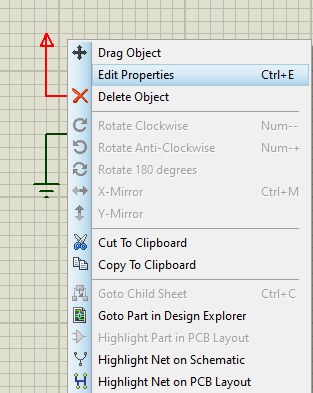 Drag Object
Edit Properties Ctrl+E
Delete Object
Rotate Clockwise Num--
Rotate Anti-Clockwise Num-+
Rotate 180 degrees
X-Mirror Ctrl+M
Y-Mirror
Cut To Clipboard
Copy To Clipboard
Goto Child Sheet Ctrl+C
Goto Part in Design Explorer
Highlight Part in PCB Layout
Highlight Net on Schematic
Highlight Net on PCB Layout